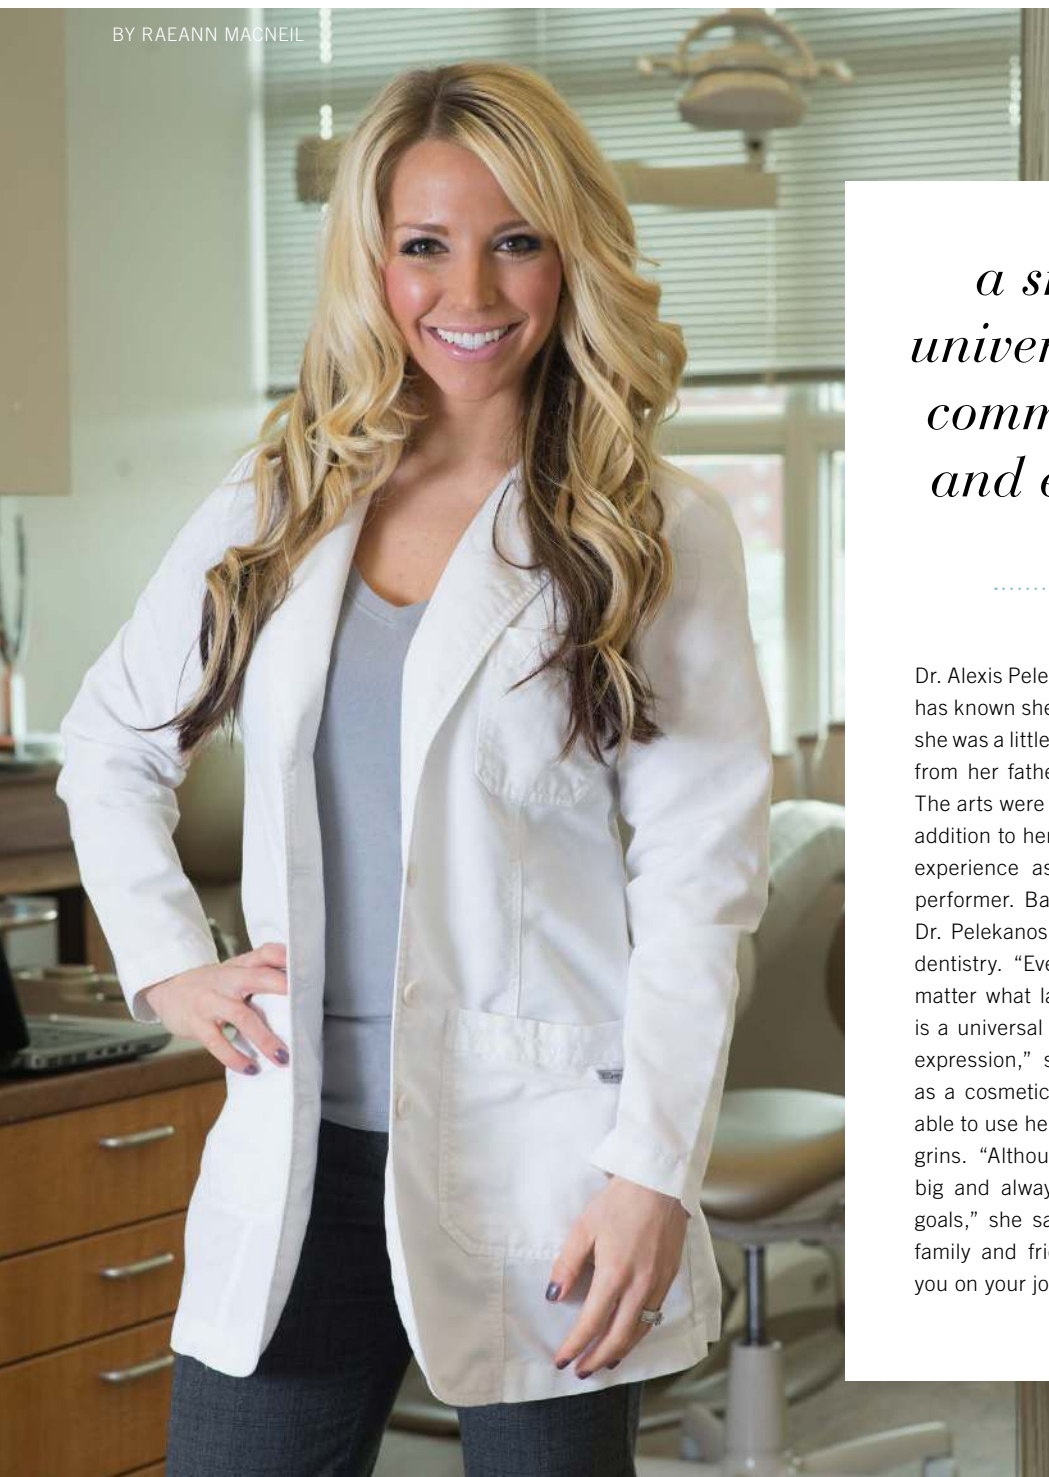 BY RAEANN MACNEIL
a
univer
comm
and
Dr. Alexis Pele
has known she
she was a little
from her fathe
The arts were
addition to her
experience as
performer. Ba
Dr. Pelekanos
dentistry. “Eve
matter what la
is a universal
expression,” s
as a cosmetic
able to use he
grins. “Althou
big and alway
goals,” she sa
family and frie
you on your jo